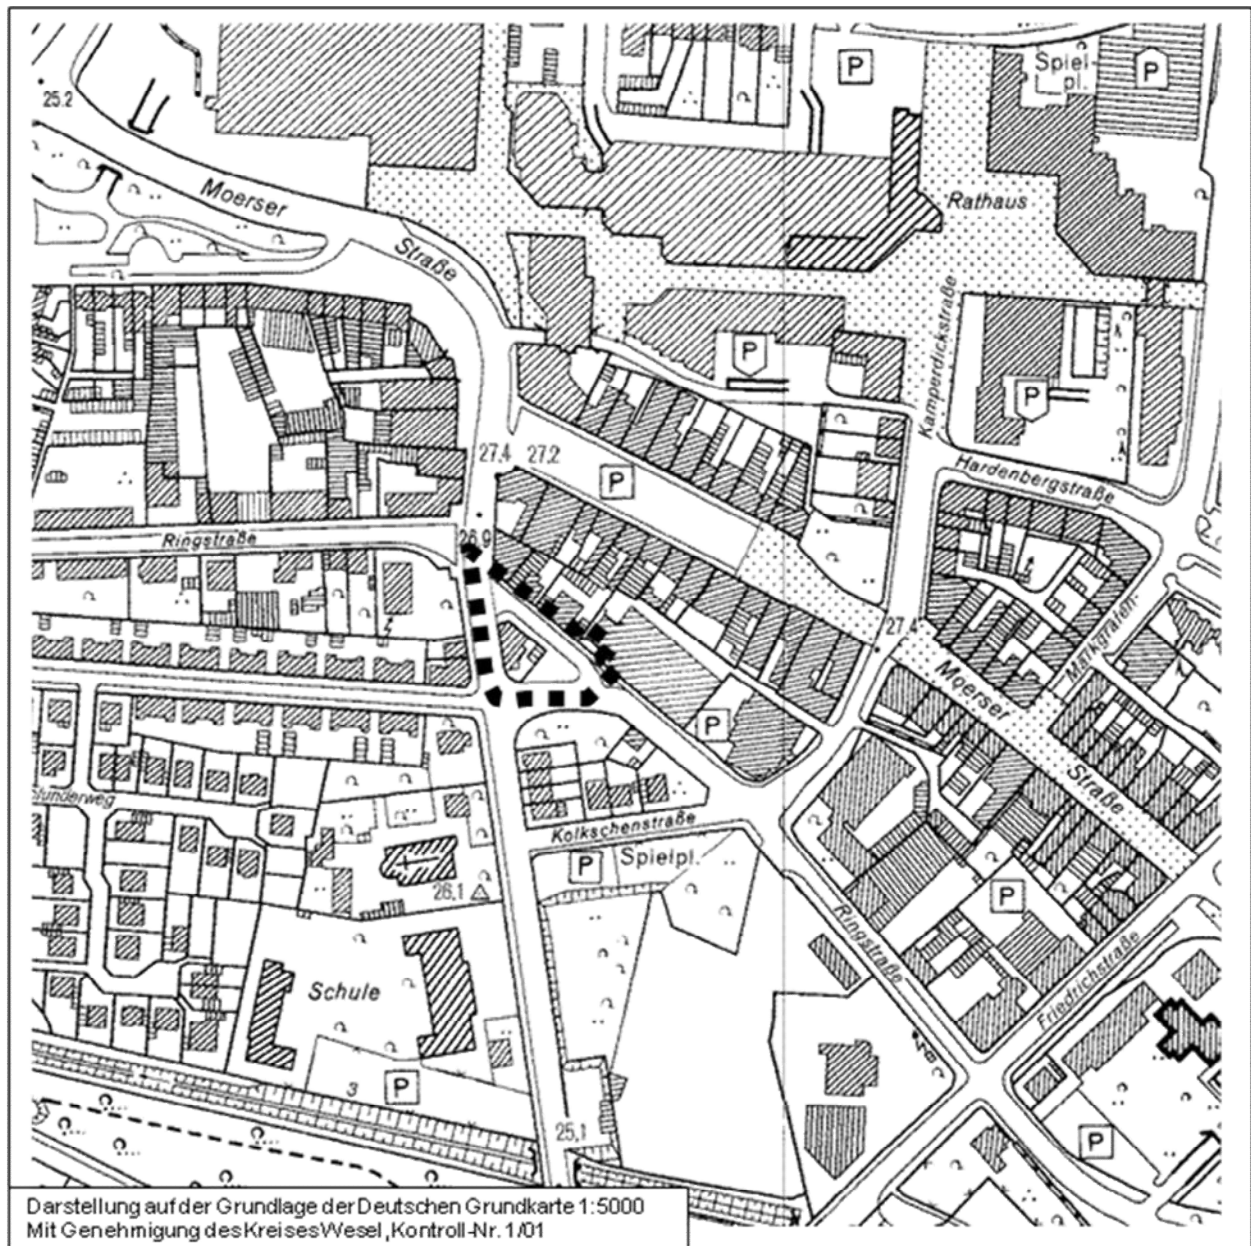 P
Spiel-
pl.
P
25.2
Moerser
Straße
Rathaus
Kamperdickstraße
P
P
27.4 27.2
P
Hardenbergstraße
Ringstraße
26.9
27.4
Markgrafen-
Moerser
Straße
P
Kolkschenstraße
P
Spielpl.
26,1
P
Ringstraße
Schule
Friedrichstraße
3
P
25,1
P
Darstellung auf der Grundlage der Deutschen Grundkarte 1:5000
Mit Genehmigung des Kreises Wesel, Kontroll-Nr. 1/01